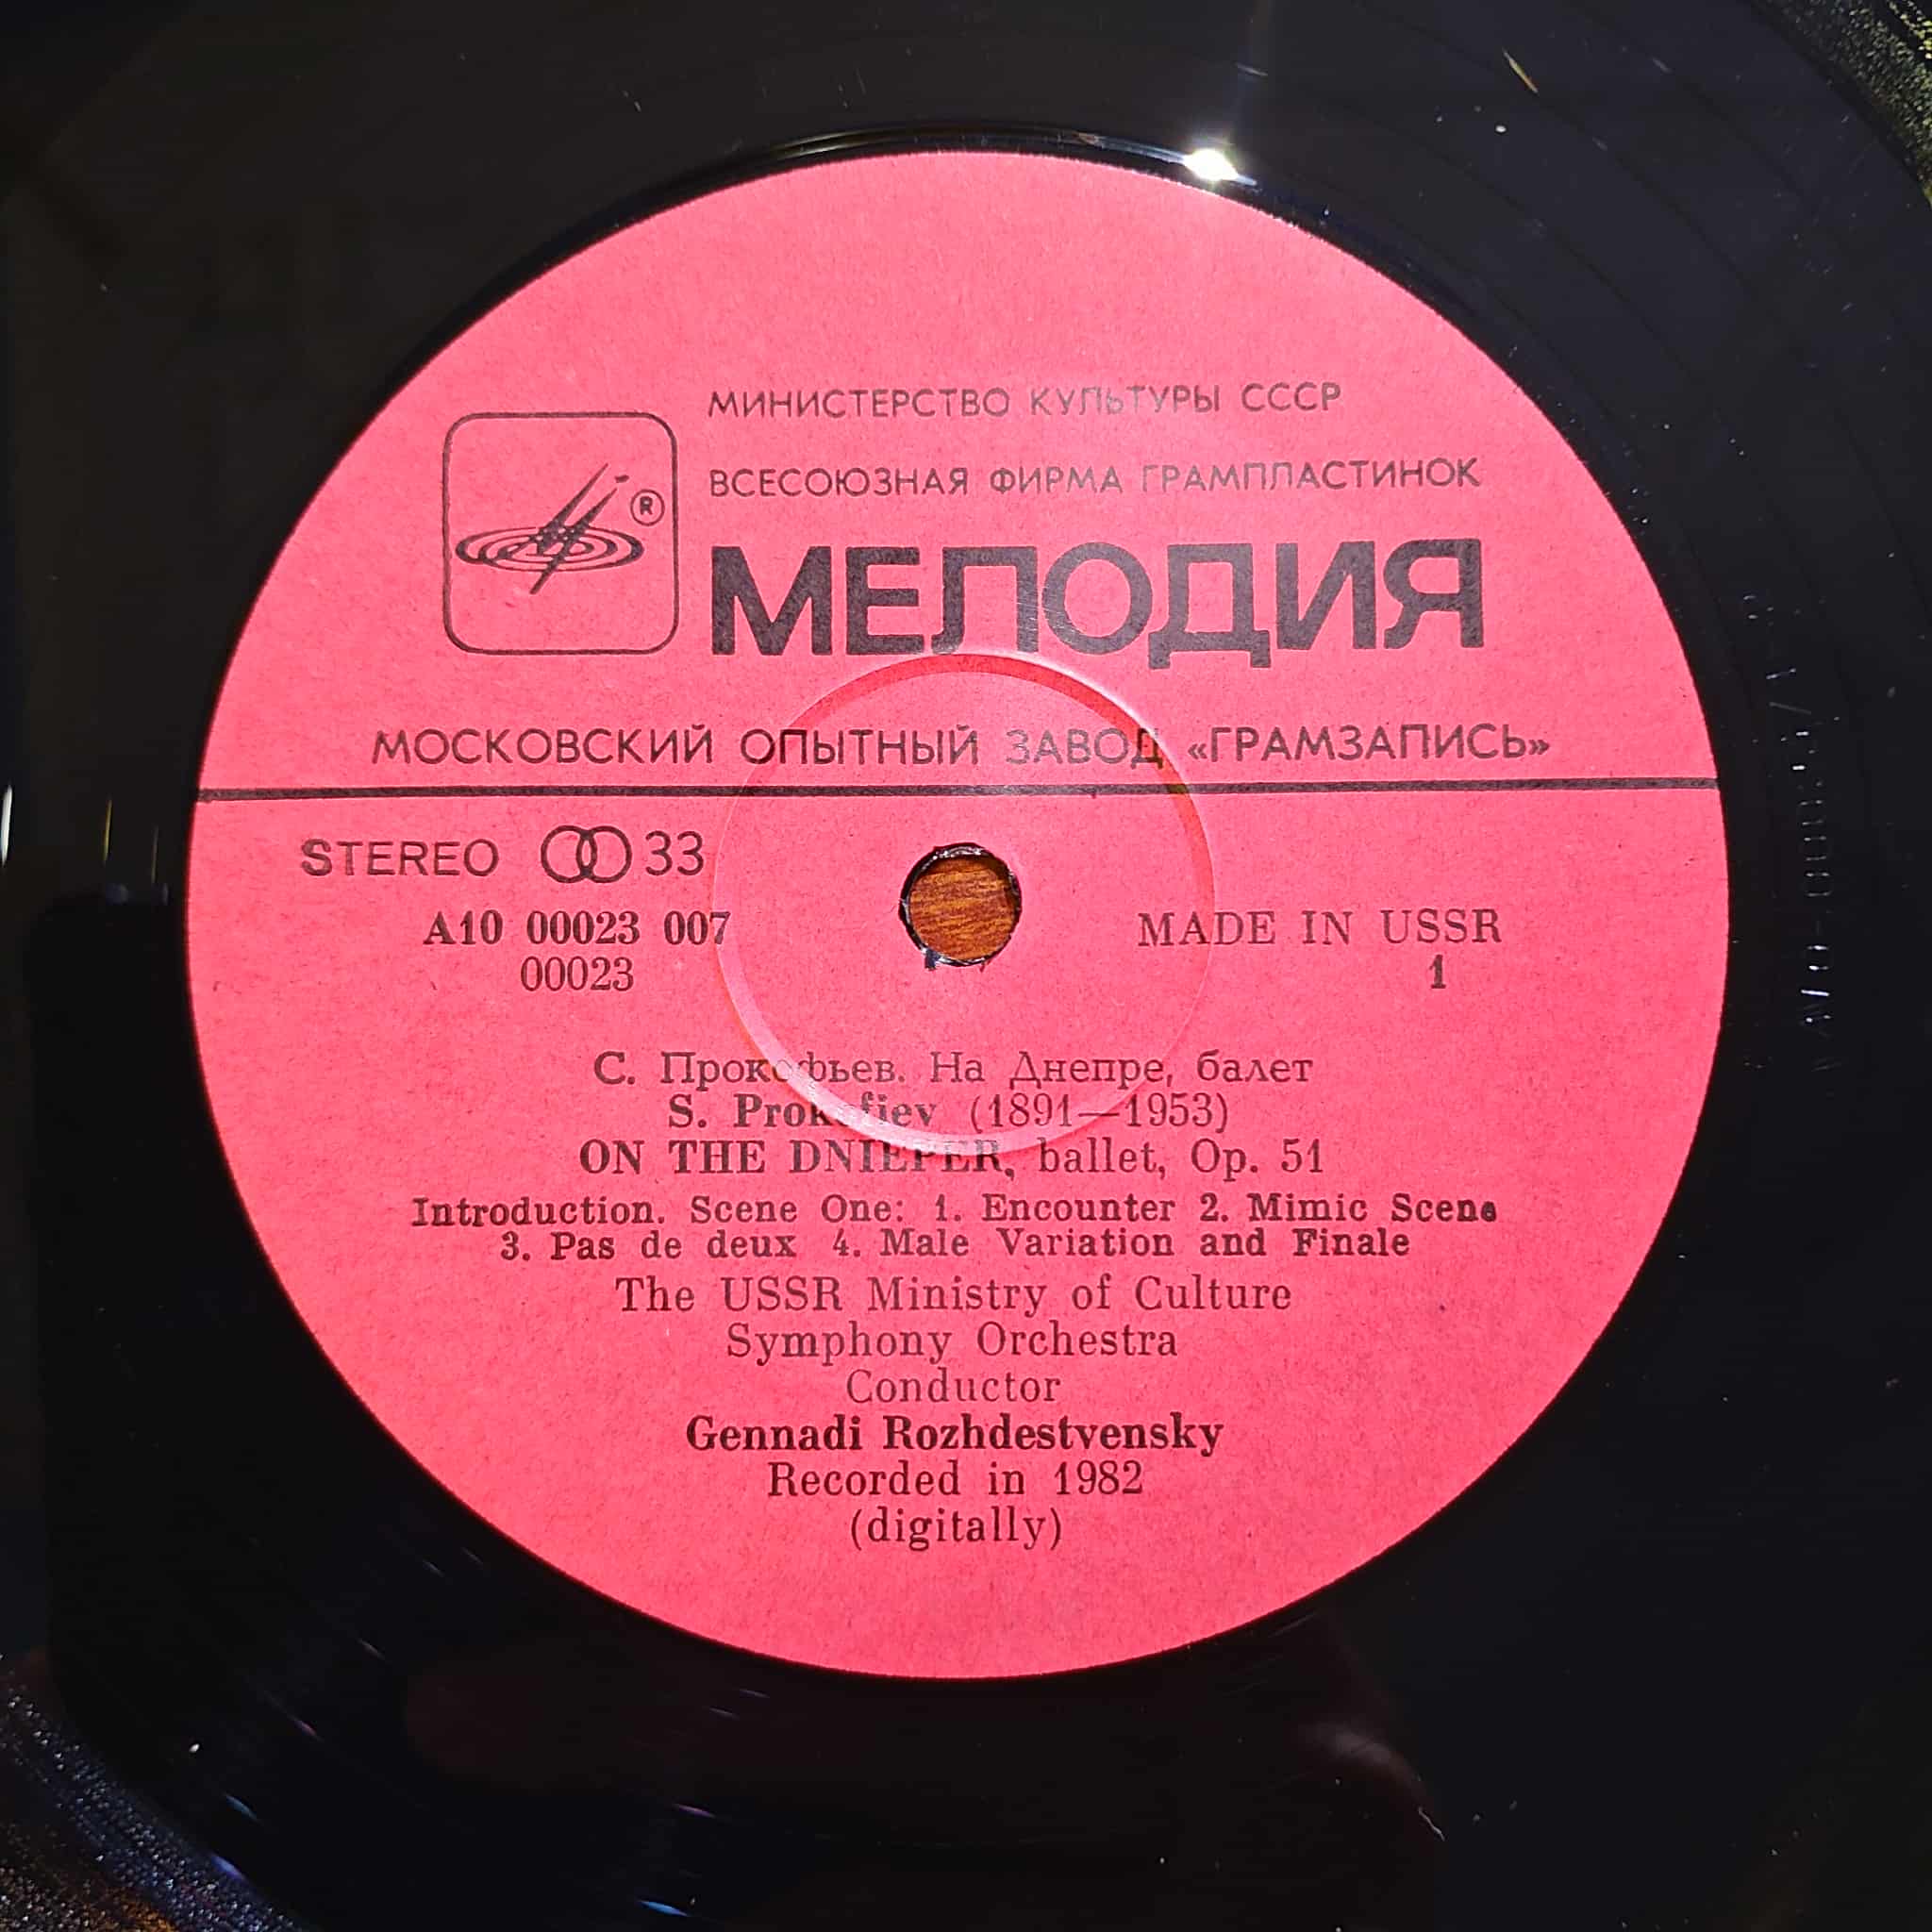 МИНИСТЕРСТВО КУЛЬТУРЫ СССР
ВСЕСОЮЗНАЯ ФИРМА ГРАМПЛАСТИНОК
®
МЕЛОДИЯ
МОСКОВСКИЙ ОПЫТНЫЙ ЗАВОД «ГРАМЗАПИСЬ»
STEREO 33
A10 00023 007
00023
MADE IN USSR
1
С. Прокофьев. На Днепре, балет
S. Prokofiev (1891—1953)
ON THE DNIEPER, ballet, Op. 51
Introduction. Scene One: 1. Encounter 2. Mimic Scene
3. Pas de deux 4. Male Variation and Finale
The USSR Ministry of Culture
Symphony Orchestra
Conductor
Gennadi Rozhdestvensky
Recorded in 1982
(digitally)